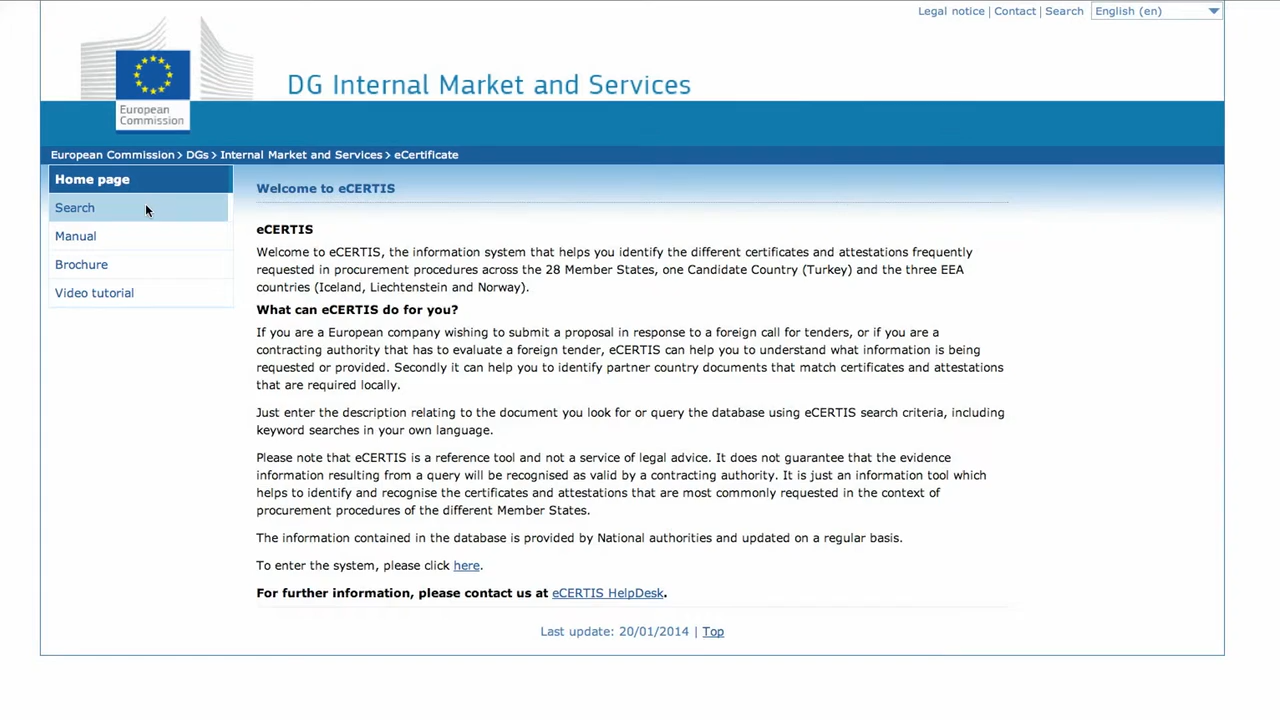 Legal notice | Contact | Search English (en)
European
Commission
DG Internal Market and Services
European Commission > DGs > Internal Market and Services > eCertificate
Home page
Search
Manual
Brochure
Video tutorial
Welcome to eCERTIS
eCERTIS
Welcome to eCERTIS, the information system that helps you identify the different certificates and attestations frequently
requested in procurement procedures across the 28 Member States, one Candidate Country (Turkey) and the three EEA
countries (Iceland, Liechtenstein and Norway).
What can eCERTIS do for you?
If you are a European company wishing to submit a proposal in response to a foreign call for tenders, or if you are a
contracting authority that has to evaluate a foreign tender, eCERTIS can help you to understand what information is being
requested or provided. Secondly it can help you to identify partner country documents that match certificates and attestations
that are required locally.
Just enter the description relating to the document you look for or query the database using eCERTIS search criteria, including
keyword searches in your own language.
Please note that eCERTIS is a reference tool and not a service of legal advice. It does not guarantee that the evidence
information resulting from a query will be recognised as valid by a contracting authority. It is just an information tool which
helps to identify and recognise the certificates and attestations that are most commonly requested in the context of
procurement procedures of the different Member States.
The information contained in the database is provided by National authorities and updated on a regular basis.
To enter the system, please click here.
For further information, please contact us at eCERTIS HelpDesk.
Last update: 20/01/2014 | Top